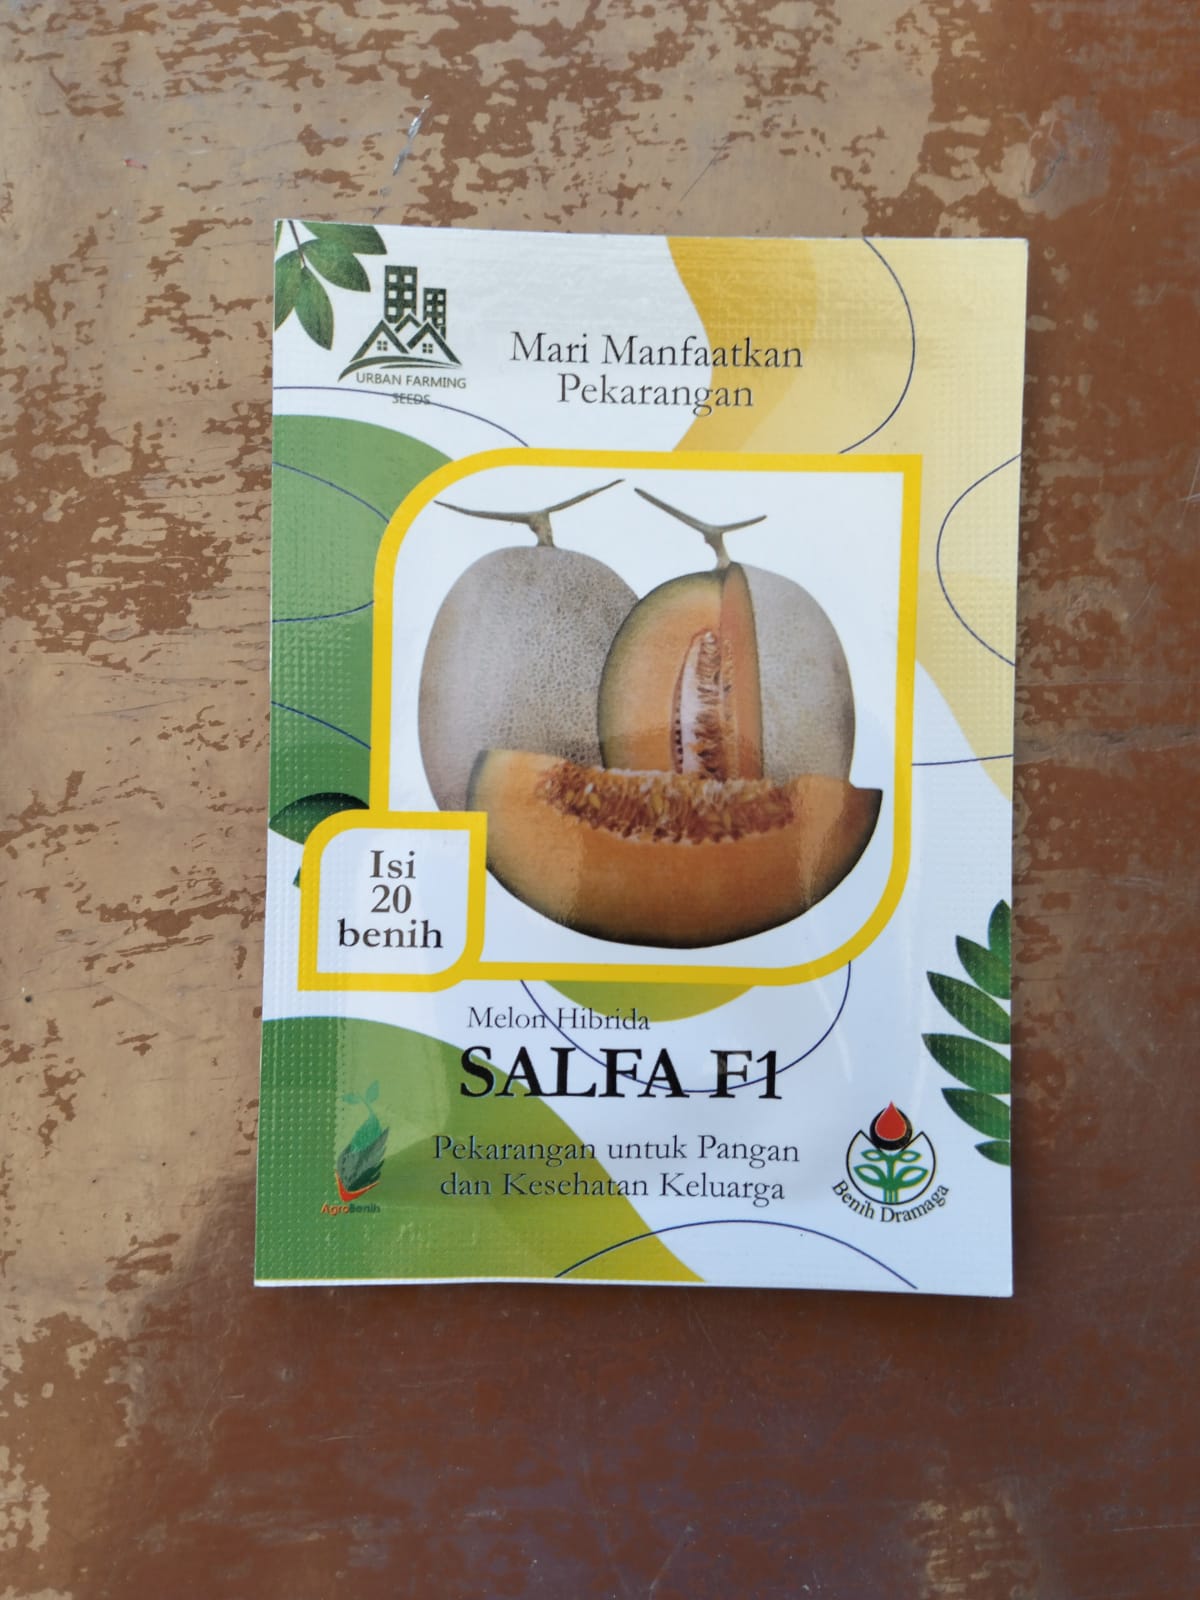 URBAN FARMING
SEEDS
Mari Manfaatkan
Pekarangan
Isi
20
benih
Melon Hibrida
SALFA F1
Pekarangan untuk Pangan
dan Kesehatan Keluarga
AgroBenih
Benih Dramaga